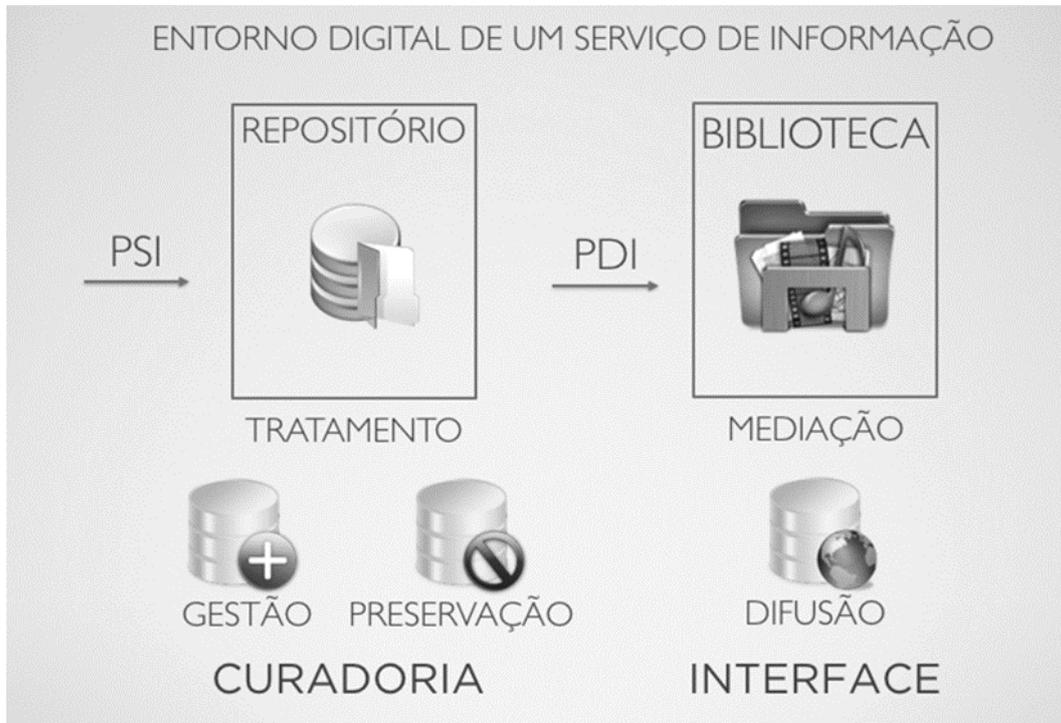 ENTORNO DIGITAL DE UM SERVIÇO DE INFORMAÇÃO
REPOSITÓRIO
BIBLIOTECA
PSI
PDI
TRATAMENTO
MEDIAÇÃO
GESTÃO
PRESERVAÇÃO
DIFUSÃO
CURADORIA
INTERFACE